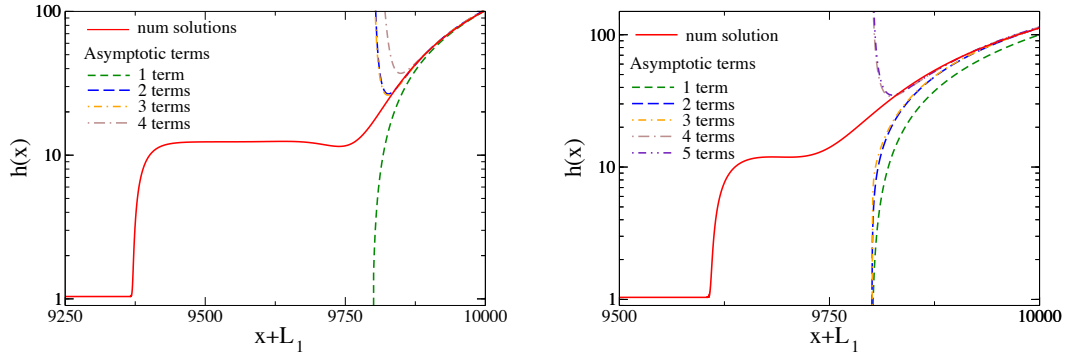 100
10
1
h(x)
num solutions
Asymptotic terms
1 term
2 terms
3 terms
4 terms
9250
9500
9750
10000
x+L_1
100
10
1
h(x)
num solution
Asymptotic terms
1 term
2 terms
3 terms
4 terms
5 terms
9500
9750
10000
x+L_1